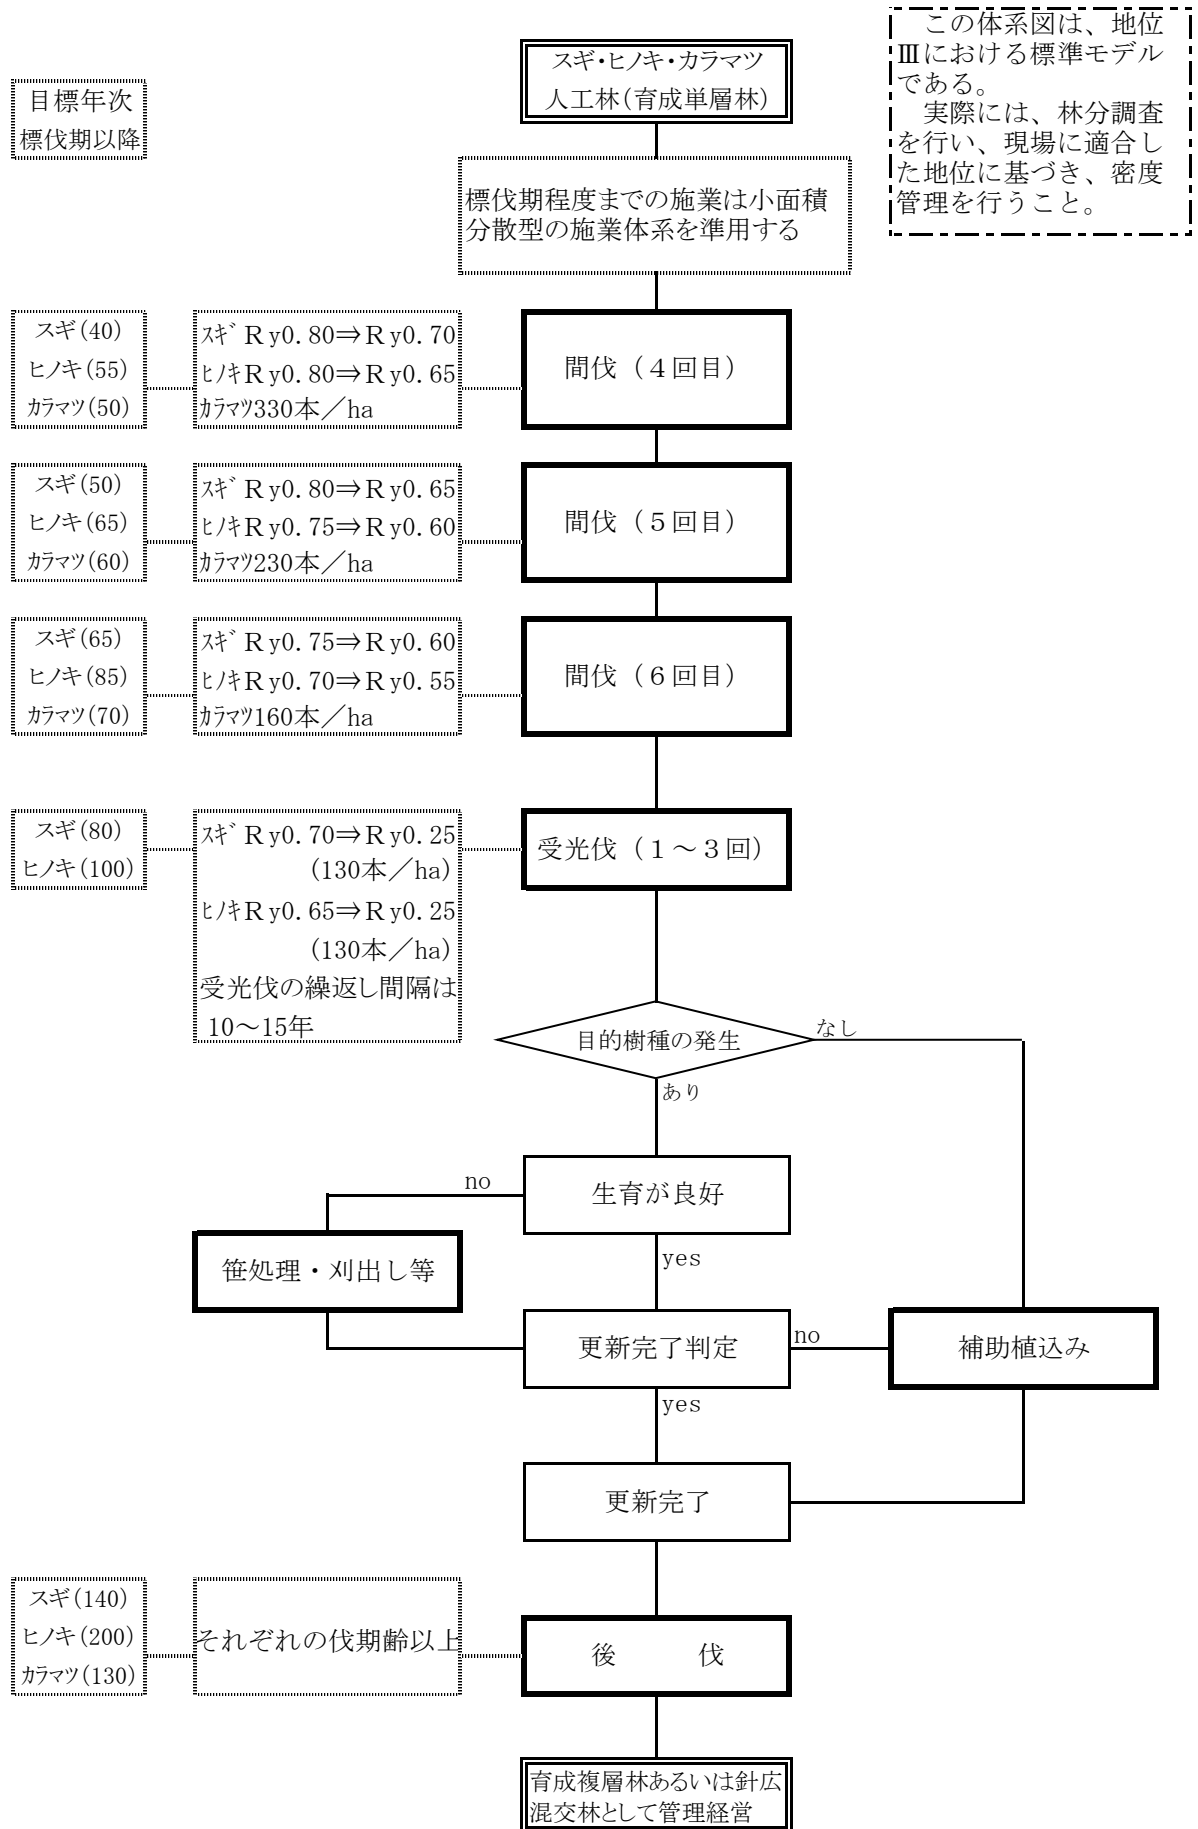 この体系図は、地位
Ⅲにおける標準モデル
である。
実際には、林分調査
を行い、現場に適合し
た地位に基づき、密度
管理を行うこと。
目標年次
標伐期以降
スギ・ヒノキ・カラマツ
人工林(育成単層林)
標伐期程度までの施業は小面積
分散型の施業体系を準用する
スギ(40)
ヒノキ(55)
カラマツ(50)
ｽｷﾞＲy0.80⇒Ｒy0.70
ﾋﾉｷＲy0.80⇒Ｒy0.65
ｶﾗﾏﾂ330本／ha
間伐（４回目）
スギ(50)
ヒノキ(65)
カラマツ(60)
ｽｷﾞＲy0.80⇒Ｒy0.65
ﾋﾉｷＲy0.75⇒Ｒy0.60
ｶﾗﾏﾂ230本／ha
間伐（５回目）
スギ(65)
ヒノキ(85)
カラマツ(70)
ｽｷﾞＲy0.75⇒Ｒy0.60
ﾋﾉｷＲy0.70⇒Ｒy0.55
ｶﾗﾏﾂ160本／ha
間伐（６回目）
スギ(80)
ヒノキ(100)
ｽｷﾞＲy0.70⇒Ｒy0.25
(130本／ha)
ﾋﾉｷＲy0.65⇒Ｒy0.25
(130本／ha)
受光伐の繰返し間隔は
10～15年
受光伐（１～３回）
目的樹種の発生
なし
あり
生育が良好
no
yes
笹処理・刈出し等
更新完了判定
no
yes
補助植込み
更新完了
スギ(140)
ヒノキ(200)
カラマツ(130)
それぞれの伐期齢以上
後　　　伐
育成複層林あるいは針広
混交林として管理経営